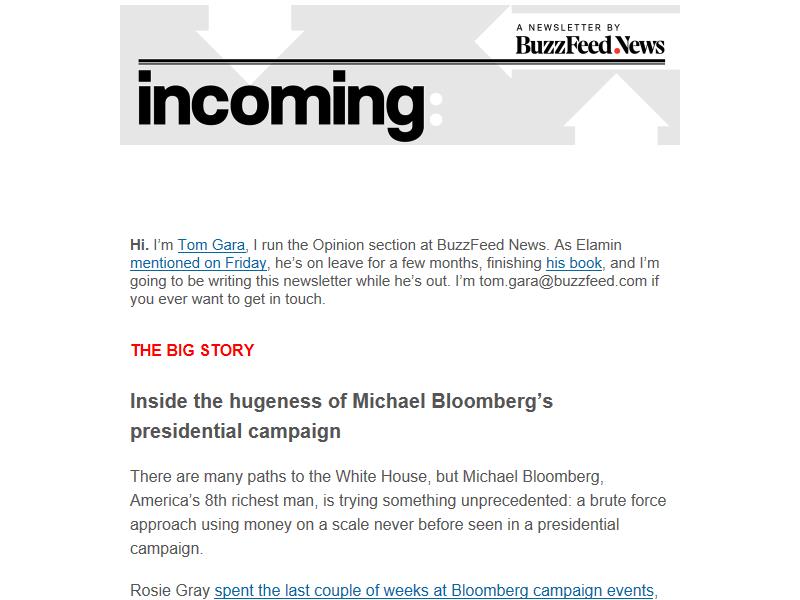 A NEWSLETTER BY
BuzzFeed.News
incoming:
Hi. I’m Tom Gara, I run the Opinion section at BuzzFeed News. As Elamin
mentioned on Friday, he’s on leave for a few months, finishing his book, and I’m
going to be writing this newsletter while he’s out. I’m tom.gara@buzzfeed.com if
you ever want to get in touch.
THE BIG STORY
Inside the hugeness of Michael Bloomberg’s
presidential campaign
There are many paths to the White House, but Michael Bloomberg,
America’s 8th richest man, is trying something unprecedented: a brute force
approach using money on a scale never before seen in a presidential
campaign.
Rosie Gray spent the last couple of weeks at Bloomberg campaign events,